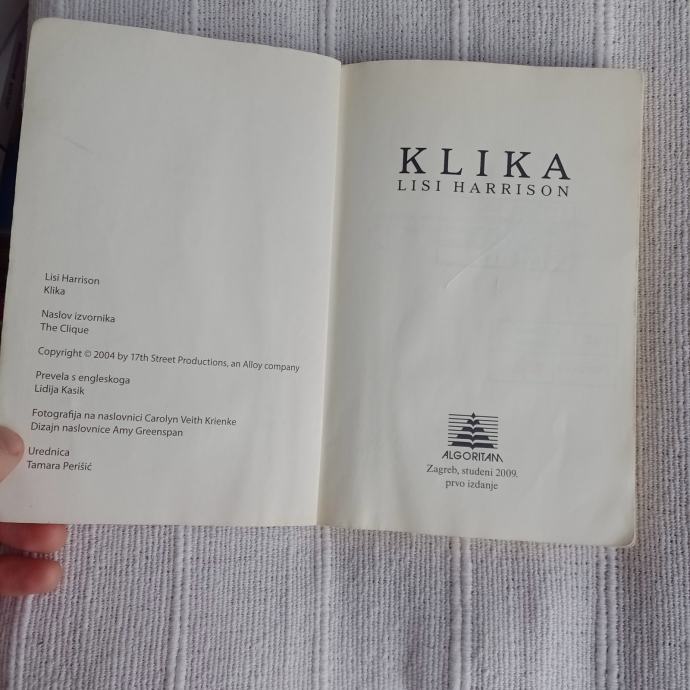 Lisi Harrison
Klika
Naslov izvornika
The Clique
Copyright © 2004 by 17th Street Productions, an Alloy company
Prevela s engleskoga
Lidija Kasik
Fotografija na naslovnici Carolyn Veith Krienke
Dizajn naslovnice Amy Greenspan
Urednica
Tamara Perišić
KLIKA
LISI HARRISON
ALGORITAM
Zagreb, studeni 2009.
prvo izdanje